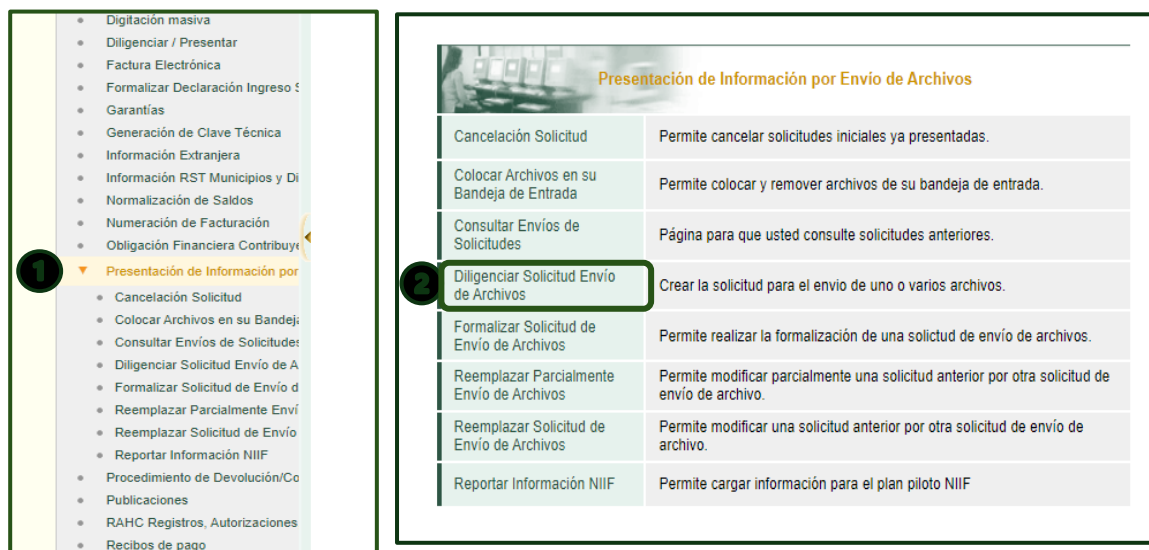 Digitación masiva
Diligenciar / Presentar
Factura Electrónica
Formalizar Declaración Ingreso
Garantías
Generación de Clave Técnica
Información Extranjera
Información RST Municipios y Di
Normalización de Saldos
Numeración de Facturación
Obligación Financiera Contribuye
1
Presentación de Información por
Cancelación Solicitud
Colocar Archivos en su Bandeja
Consultar Envíos de Solicitudes
Diligenciar Solicitud Envío de A
Formalizar Solicitud de Envío d
Reemplazar Parcialmente Enví
Reemplazar Solicitud de Envío
Reportar Información NIIF
Procedimiento de Devolución/Co
Publicaciones
RAHC Registros, Autorizaciones
Recibos de pago
Presentación de Información por Envio de Archivos
Cancelación Solicitud
Permite cancelar solicitudes iniciales ya presentadas.
Colocar Archivos en su
Bandeja de Entrada
Permite colocar y remover archivos de su bandeja de entrada.
Consultar Envíos de
Solicitudes
Página para que usted consulte solicitudes anteriores.
2
Diligenciar Solicitud Envío
de Archivos
Crear la solicitud para el envio de uno o varios archivos.
Formalizar Solicitud de
Envío de Archivos
Permite realizar la formalización de una solictud de envío de archivos.
Reemplazar Parcialmente
Envío de Archivos
Permite modificar parcialmente una solicitud anterior por otra solicitud de
envío de archivo.
Reemplazar Solicitud de
Envío de Archivos
Permite modificar una solicitud anterior por otra solicitud de envío de
archivo.
Reportar Información NIIF
Permite cargar información para el plan piloto NIIF